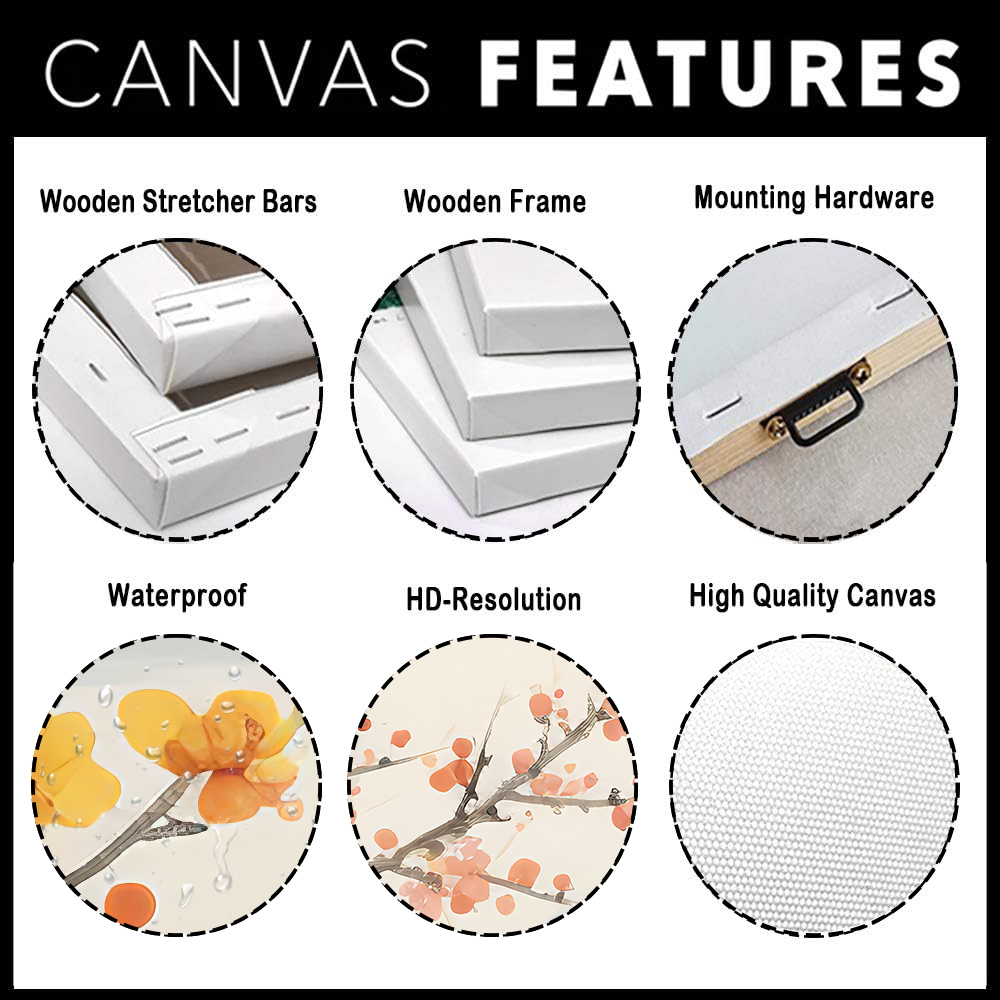 CANVAS FEATURES
Wooden Stretcher Bars
Wooden Frame
Mounting Hardware
Waterproof
HD-Resolution
High Quality Canvas